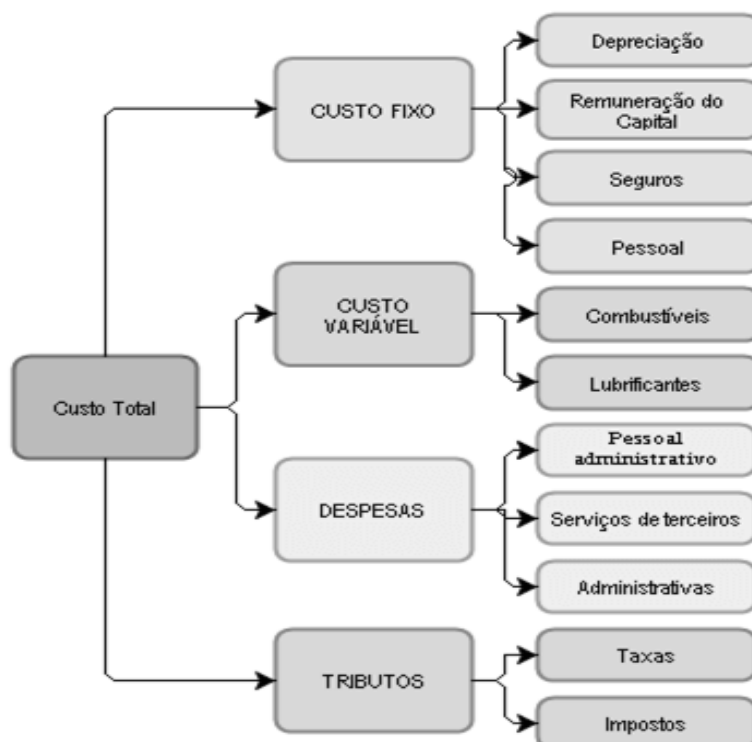 Custo Total
CUSTO FIXO
Depreciação
Remuneração do
Capital
Seguros
Pessoal
CUSTO
VARIÁVEL
Combustíveis
Lubrificantes
DESPESAS
Pessoal
administrativo
Serviços de terceiros
Administrativas
TRIBUTOS
Taxas
Impostos